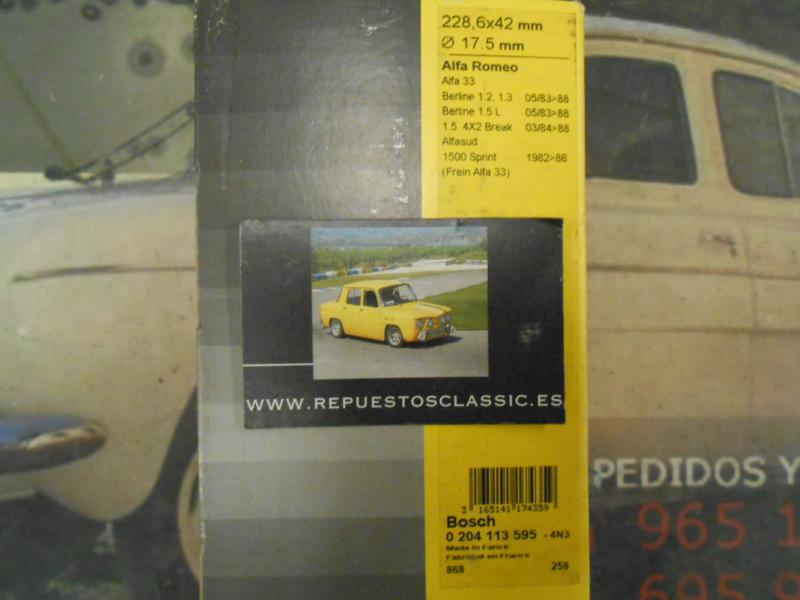 228,6x42 mm
Ø 17.5 mm
Alfa Romeo
Alfa 33
Berline 1.2, 1.3 05/83>88
Berline 1.5 L 05/83>88
1.5 4X2 Break 03/84>88
Alfasud
1500 Sprint 1982>86
(Frein Alfa 33)
WWW.REPUESTOSCLASSIC.ES
3 165141 174359
Bosch
0 204 113 595 - 4N3
Made in France
Fabriqué en France
868 258
PEDIDOS Y
965 1
695 9